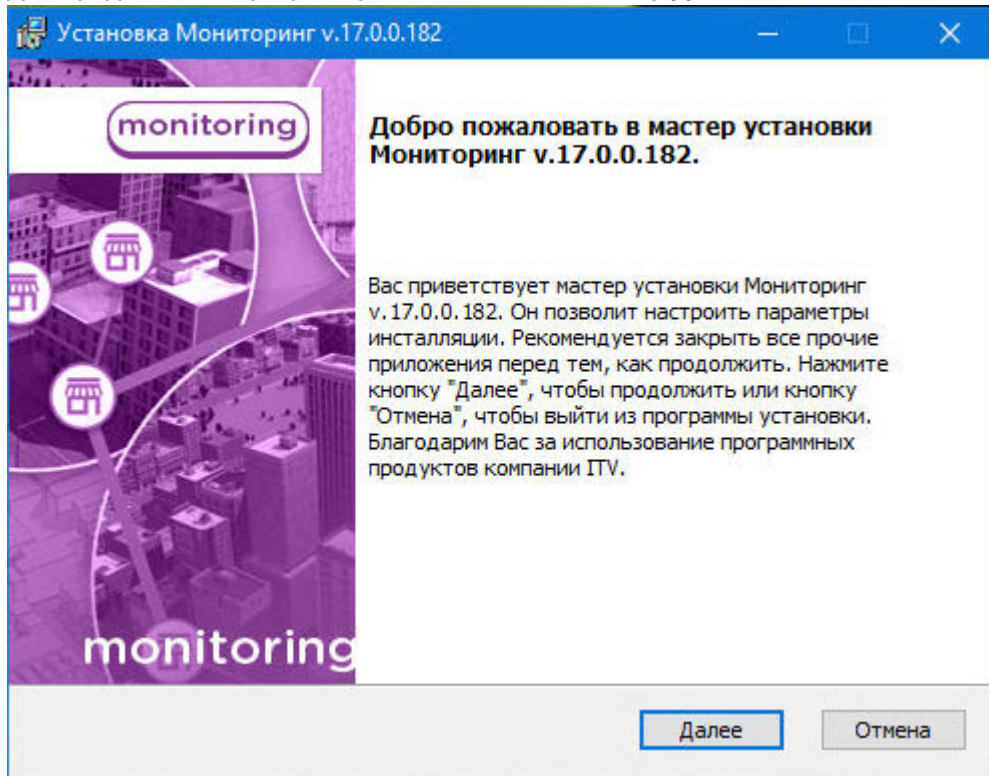 Установка Мониторинг v.17.0.0.182
monitoring
Добро пожаловать в мастер установки
Мониторинг v.17.0.0.182.
Вас приветствует мастер установки Мониторинг
v.17.0.0.182. Он позволит настроить параметры
инсталляции. Рекомендуется закрыть все прочие
приложения перед тем, как продолжить. Нажмите
кнопку "Далее", чтобы продолжить или кнопку
"Отмена", чтобы выйти из программы установки.
Благодарим Вас за использование программных
продуктов компании ITV.
monitoring
Далее
Отмена